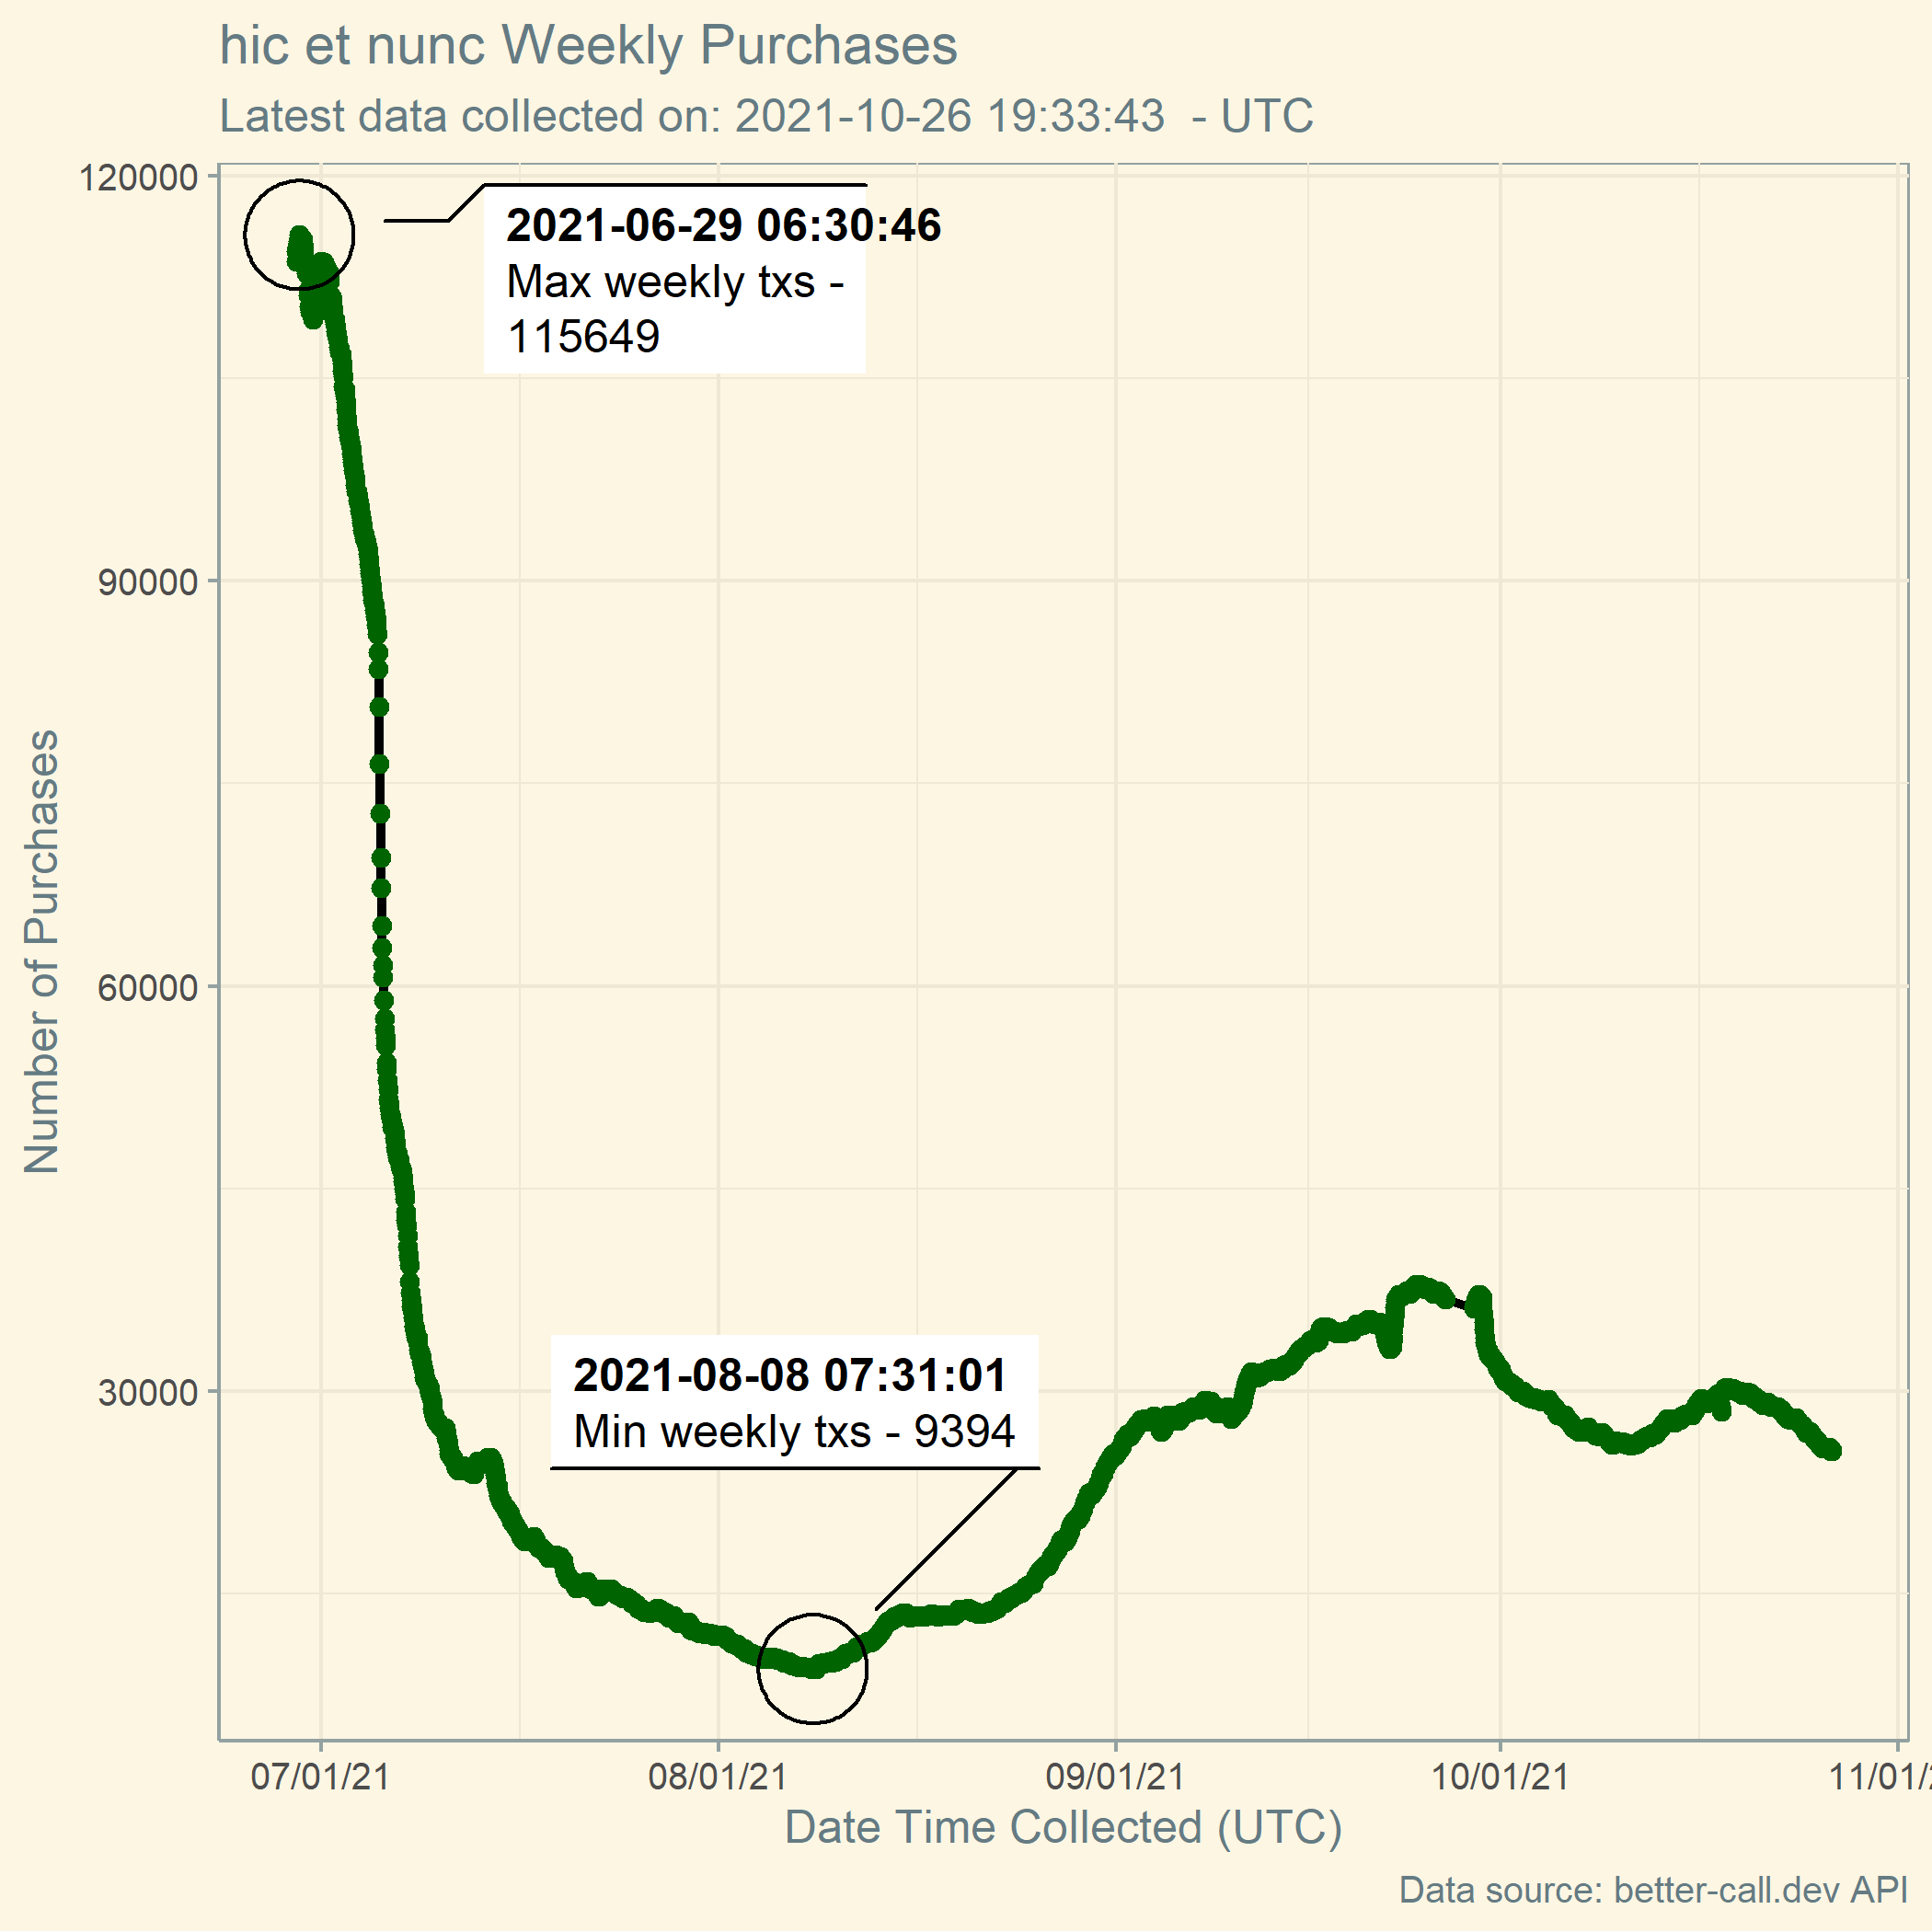 hic et nunc Weekly Purchases
Latest data collected on: 2021-10-26 19:33:43  - UTC
120000
2021-06-29 06:30:46
Max weekly txs -
115649
90000
Number of Purchases
60000
30000
2021-08-08 07:31:01
Min weekly txs - 9394
07/01/21 08/01/21 09/01/21 10/01/21 11/01/2
Date Time Collected (UTC)
Data source: better-call.dev API